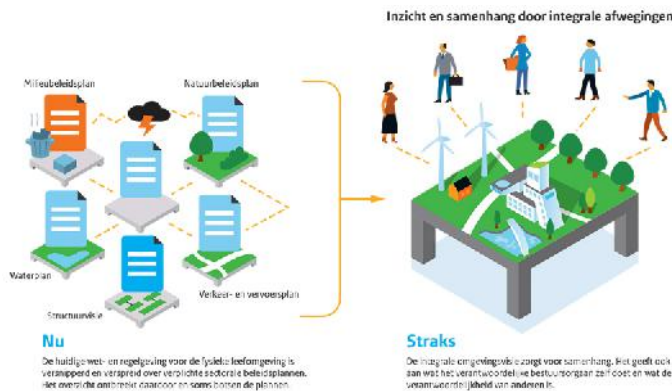 Inzicht en samenhang door integrale afwegingen
Milieubeleidsplan
Natuurbeleidsplan
Waterplan
Verkeer- en vervoersplan
Structuurvisie
Nu
De huidige wet- en regelgeving voor de fysieke leefomgeving is
versnipperd en verspreid over verplichte sectorale beleidsplannen.
Het overzicht ontbreekt daardoor en soms botsen de plannen.
Straks
De integrale omgevingsvisie zorgt voor samenhang. Het geeft ook
aan wat het verantwoordelijke bestuursorgaan zelf doet en wat de
verantwoordelijkheid van anderen is.